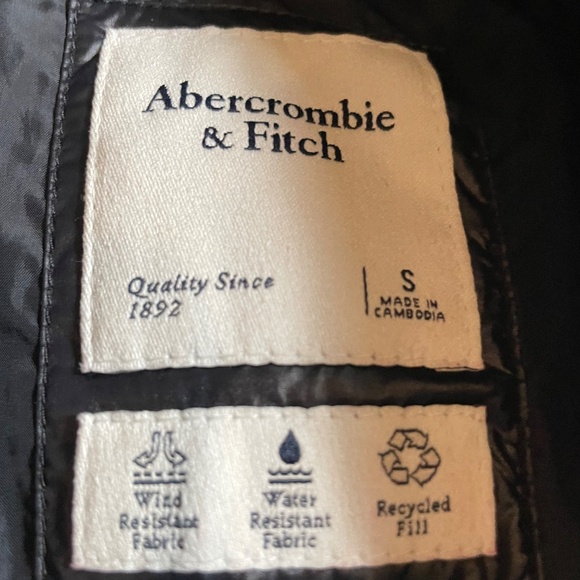 Abercrombie
& Fitch
Quality Since
1892
S
MADE IN
CAMBODIA
Wind
Resistant
Fabric
Water
Resistant
Fabric
Recycled
Fill